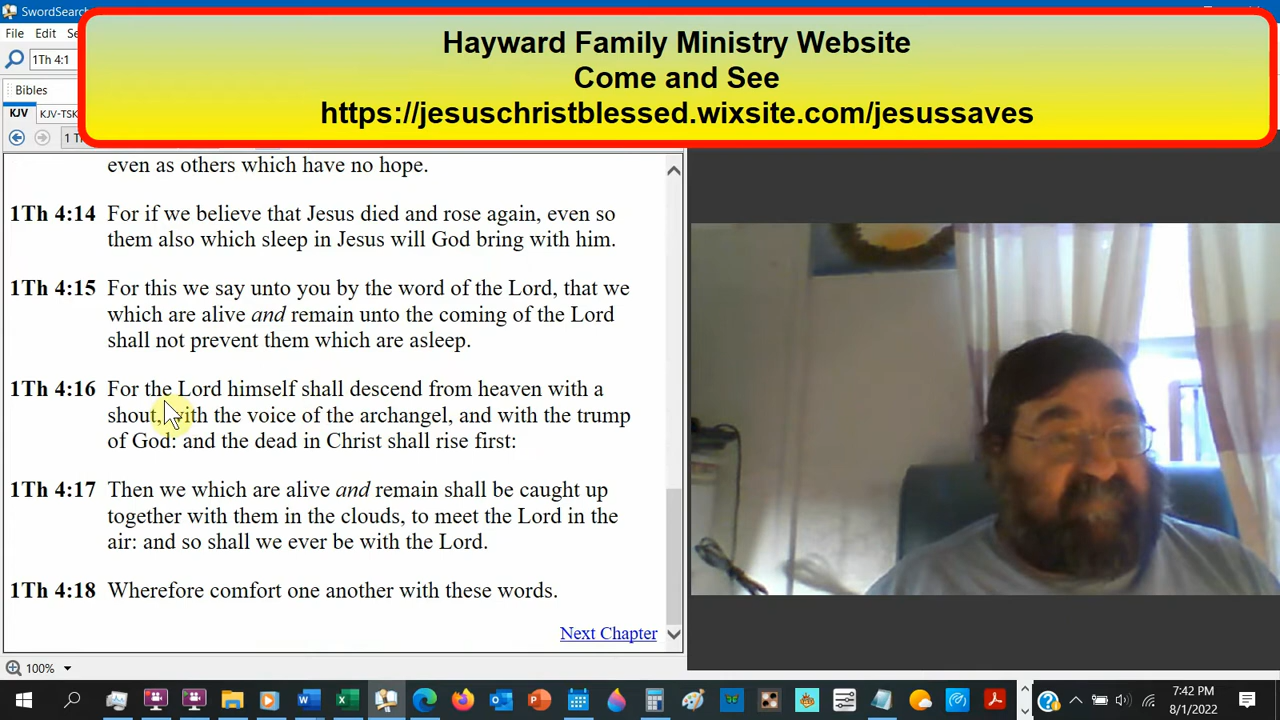 SwordSearch
File Edit Se
1Th 4:1
Bibles
KJV KJV-TSK
1 T
Hayward Family Ministry Website
Come and See
https://jesuschristblessed.wixsite.com/jesussaves
even as others which have no hope.
1Th 4:14 For if we believe that Jesus died and rose again, even so
them also which sleep in Jesus will God bring with him.
1Th 4:15 For this we say unto you by the word of the Lord, that we
which are alive and remain unto the coming of the Lord
shall not prevent them which are asleep.
1Th 4:16 For the Lord himself shall descend from heaven with a
shout, with the voice of the archangel, and with the trump
of God: and the dead in Christ shall rise first:
1Th 4:17 Then we which are alive and remain shall be caught up
together with them in the clouds, to meet the Lord in the
air: and so shall we ever be with the Lord.
1Th 4:18 Wherefore comfort one another with these words.
Next Chapter
100%
7:42 PM
8/1/2022